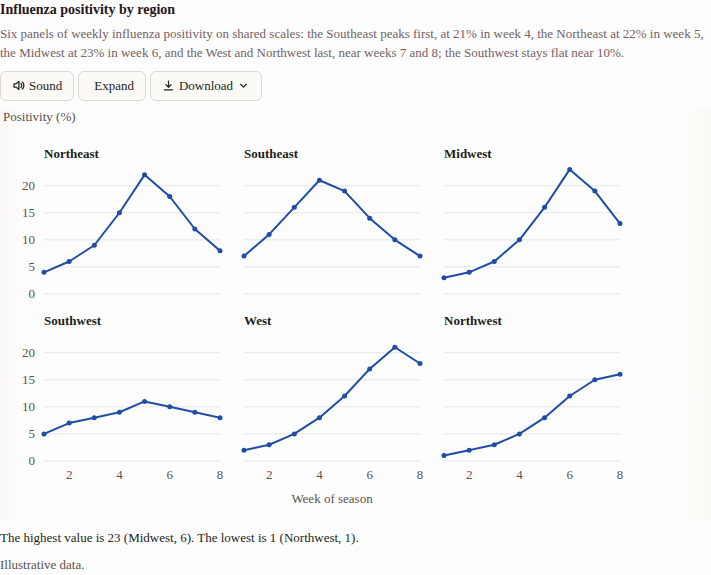 Influenza positivity by region
Six panels of weekly influenza positivity on shared scales: the Southeast peaks first, at 21% in week 4, the Northeast at 22% in week 5,
the Midwest at 23% in week 6, and the West and Northwest last, near weeks 7 and 8; the Southwest stays flat near 10%.
Sound Expand Download
Positivity (%)
Northeast Southeast Midwest
20
15
10
5
0
Southwest West Northwest
20
15
10
5
0
2 4 6 8 2 4 6 8 2 4 6 8
Week of season
The highest value is 23 (Midwest, 6). The lowest is 1 (Northwest, 1).
Illustrative data.